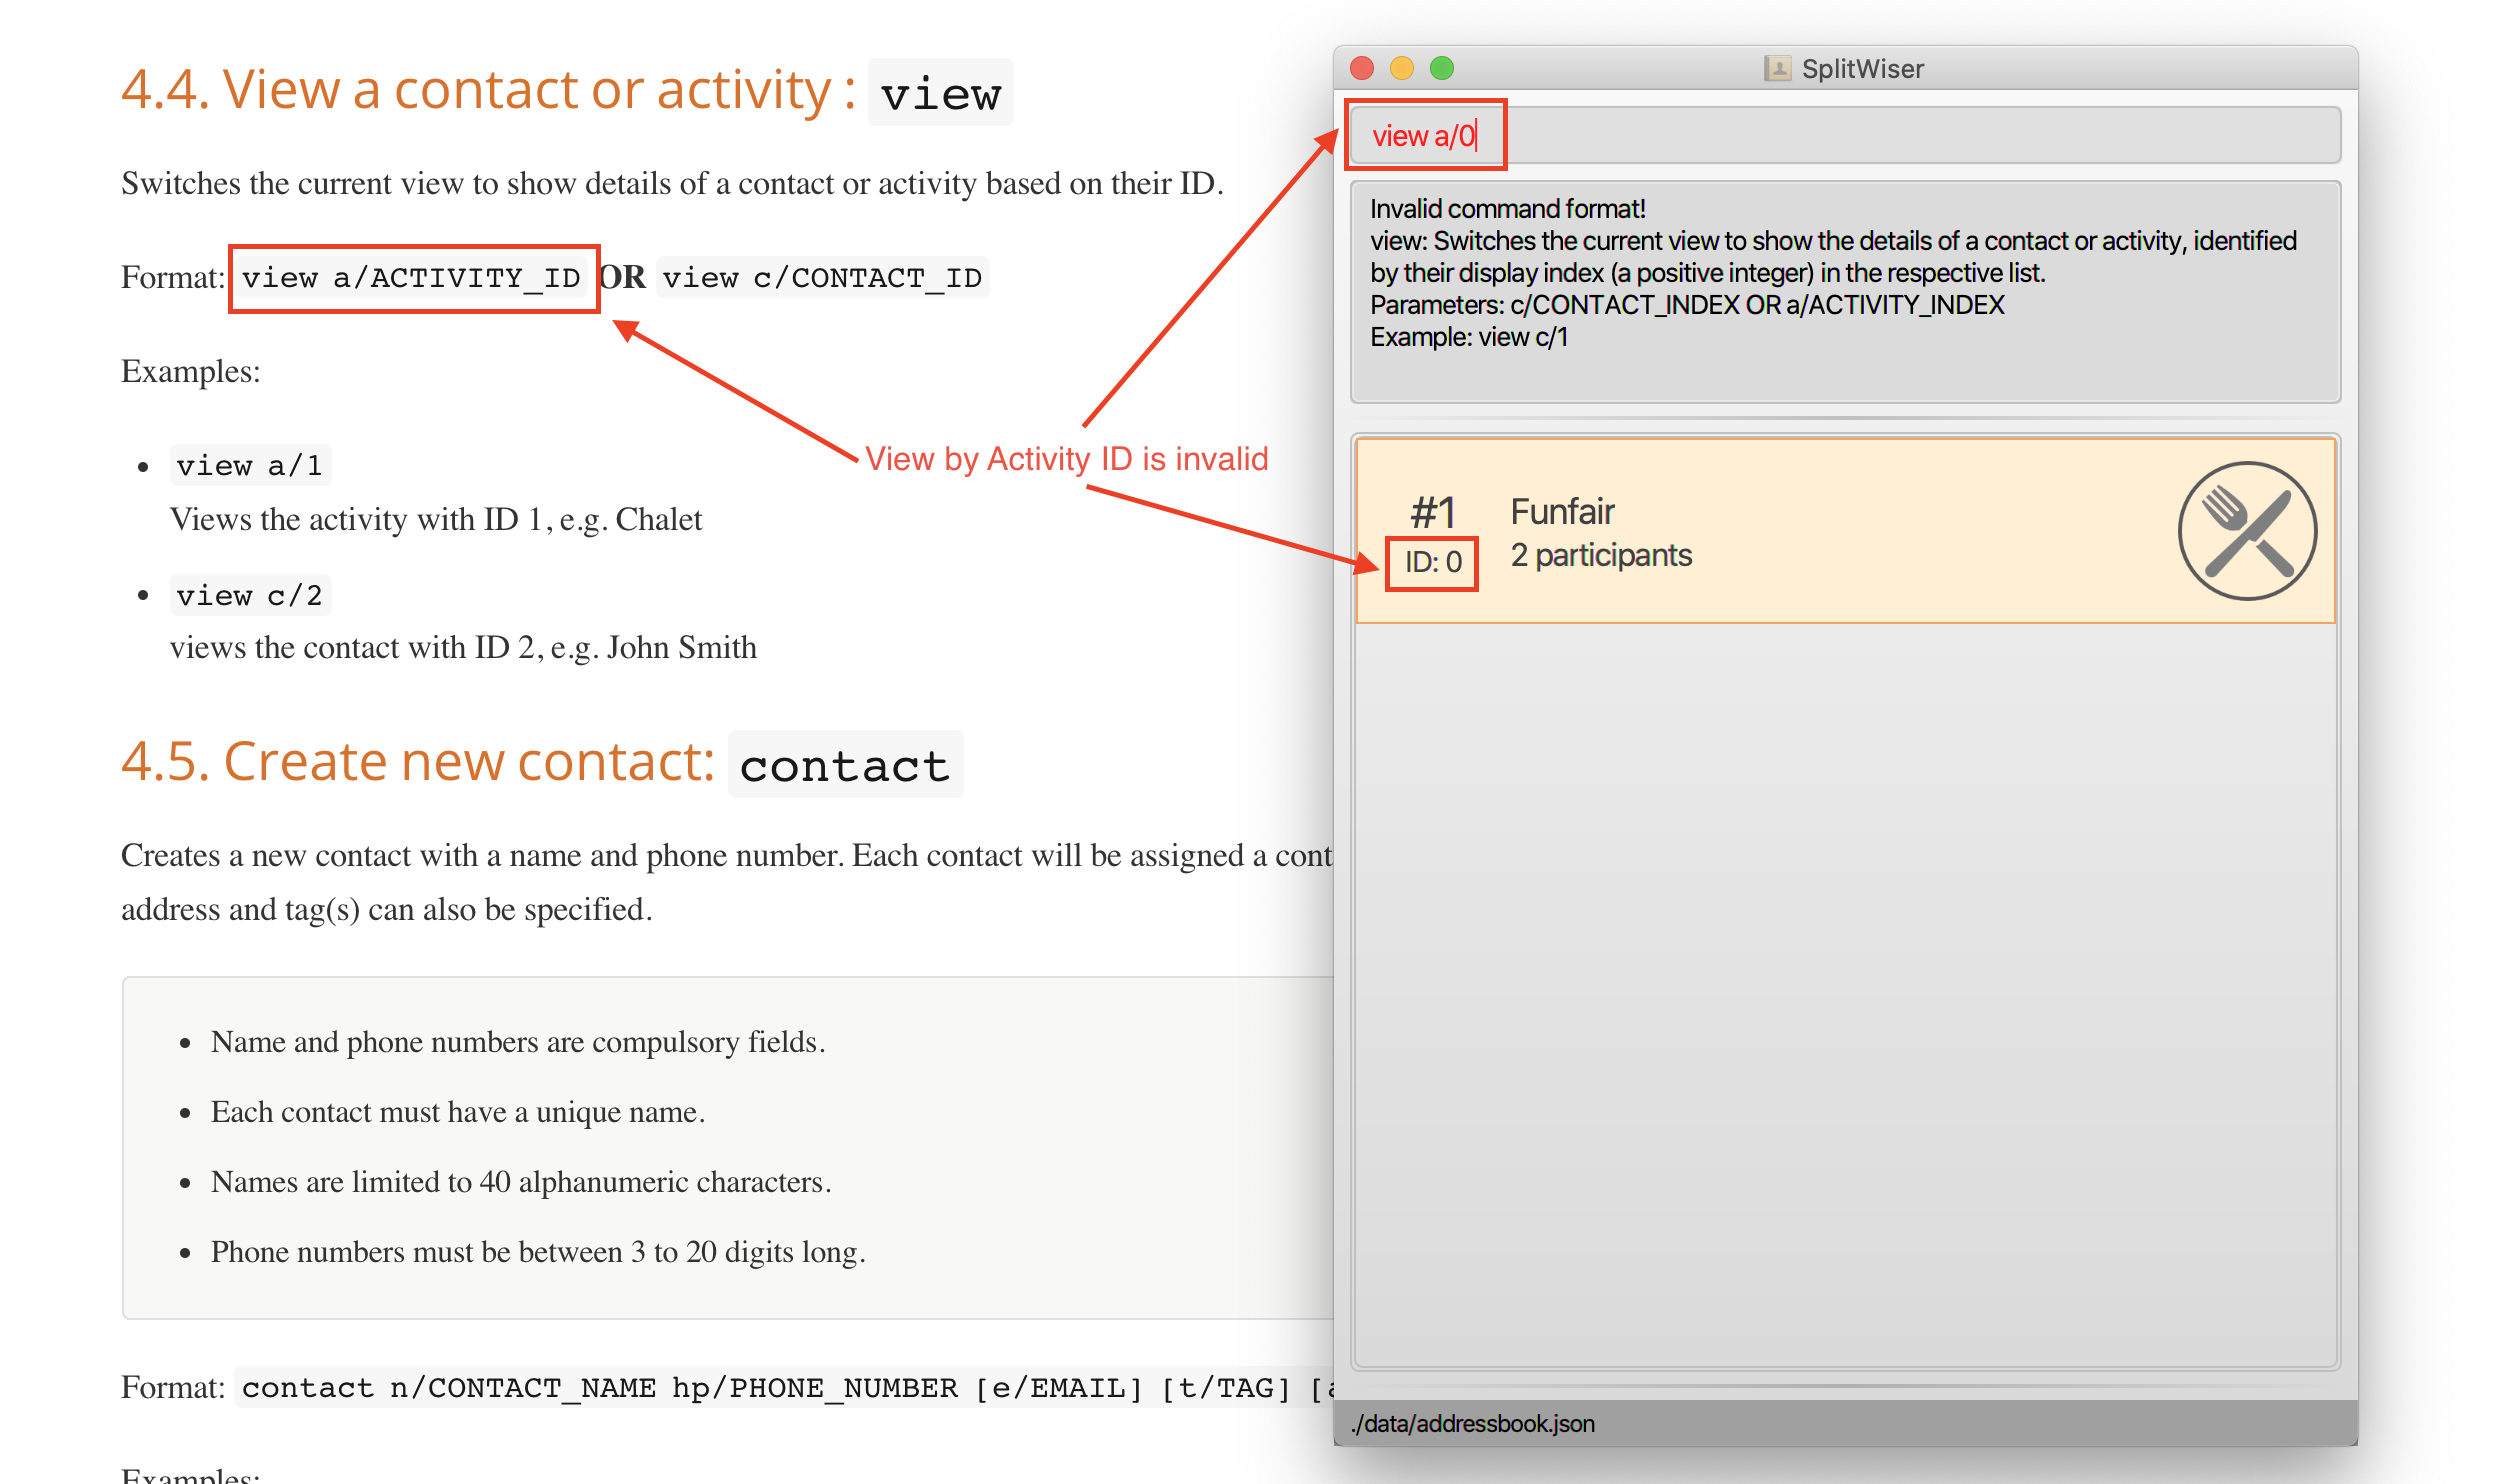 4.4. View a contact or activity : view
Switches the current view to show details of a contact or activity based on their ID.
Format: view a/ACTIVITY_ID OR view c/CONTACT_ID
Examples:
view a/1
Views the activity with ID 1, e.g. Chalet
view c/2
views the contact with ID 2, e.g. John Smith
View by Activity ID is invalid
4.5. Create new contact: contact
Creates a new contact with a name and phone number. Each contact will be assigned a cont
address and tag(s) can also be specified.
Name and phone numbers are compulsory fields.
Each contact must have a unique name.
Names are limited to 40 alphanumeric characters.
Phone numbers must be between 3 to 20 digits long.
Format: contact n/CONTACT_NAME hp/PHONE_NUMBER [e/EMAIL] [t/TAG] [a
Examples:
SplitWiser
view a/0
Invalid command format!
view: Switches the current view to show the details of a contact or activity, identified
by their display index (a positive integer) in the respective list.
Parameters: c/CONTACT_INDEX OR a/ACTIVITY_INDEX
Example: view c/1
#1
Funfair
ID: 0
2 participants
./data/addressbook.json